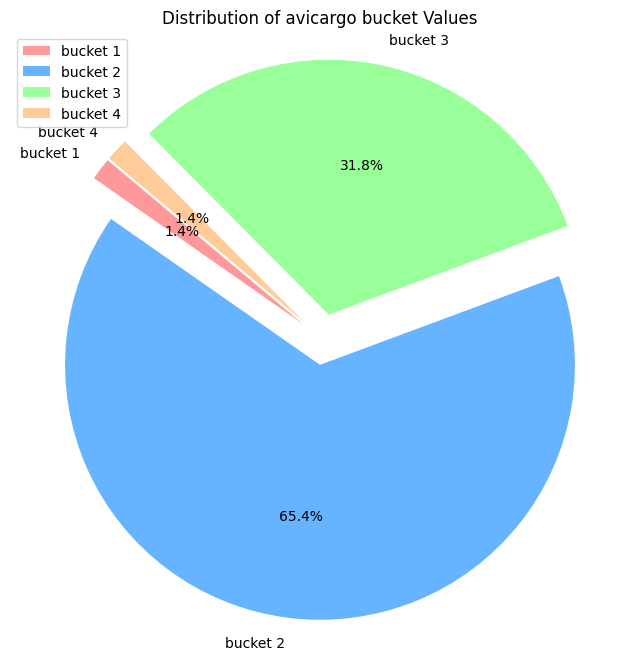 Distribution of avicargo bucket Values
bucket 1
bucket 2
bucket 3
bucket 4
bucket 3
bucket 4
bucket 1
31.8%
1.4%
1.4%
65.4%
bucket 2